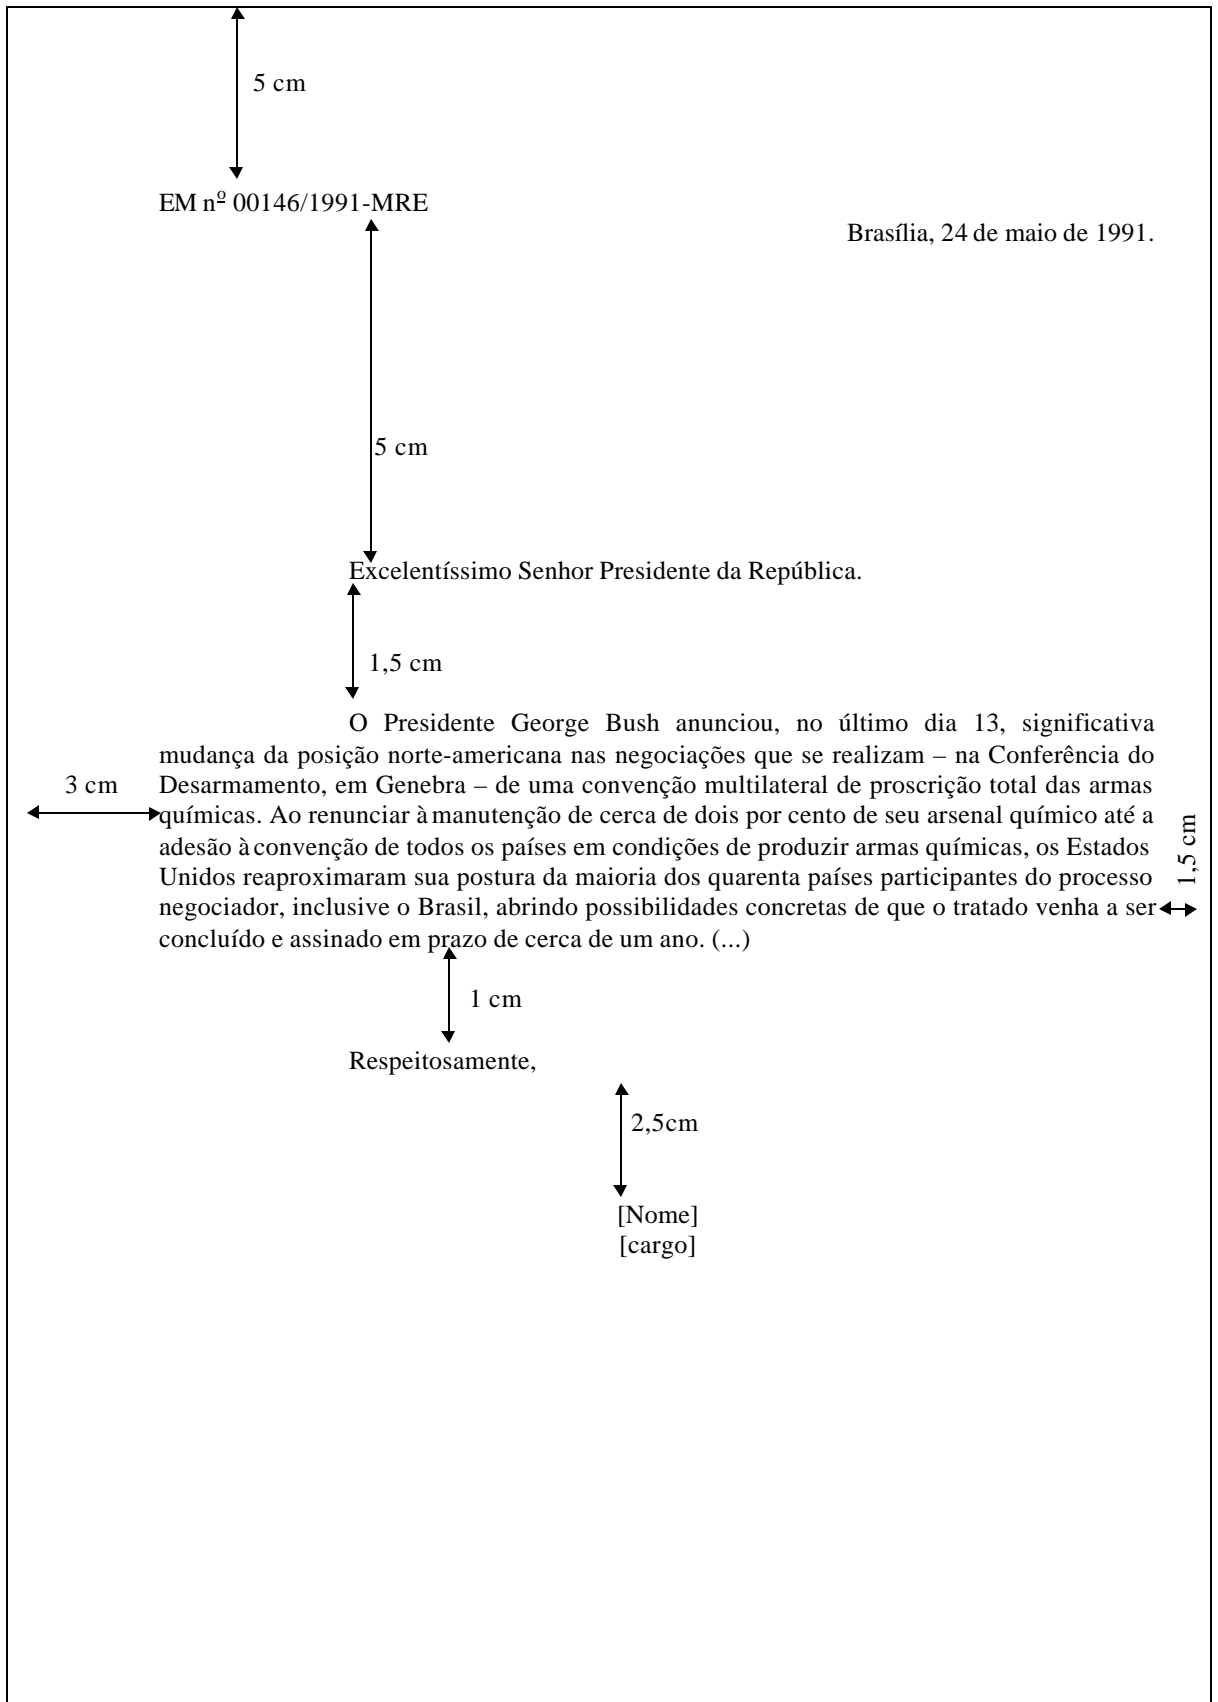 5 cm
EM nº 00146/1991-MRE
Brasília, 24 de maio de 1991.
5 cm
Excelentíssimo Senhor Presidente da República.
1,5 cm
O Presidente George Bush anunciou, no último dia 13, significativa
mudança da posição norte-americana nas negociações que se realizam – na Conferência do
Desarmamento, em Genebra – de uma convenção multilateral de proscrição total das armas
químicas. Ao renunciar à manutenção de cerca de dois por cento de seu arsenal químico até a
adesão à convenção de todos os países em condições de produzir armas químicas, os Estados
Unidos reaproximaram sua postura da maioria dos quarenta países participantes do processo
negociador, inclusive o Brasil, abrindo possibilidades concretas de que o tratado venha a ser
concluído e assinado em prazo de cerca de um ano. (...)
3 cm
1,5 cm
1 cm
Respeitosamente,
2,5cm
[Nome]
[cargo]